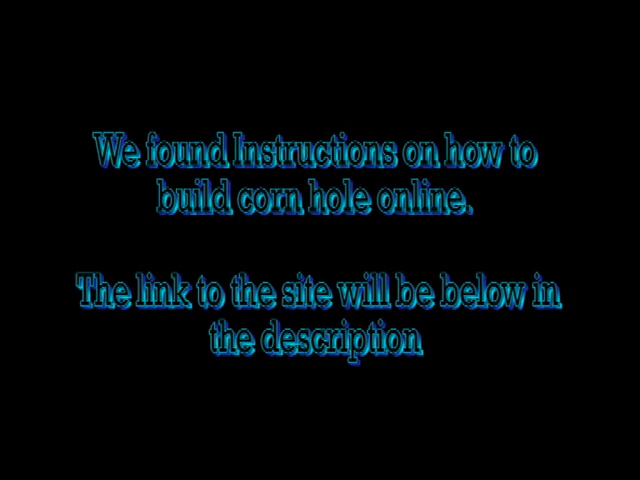 We found Instructions on how to
build corn hole online.
The link to the site will be below in
the description